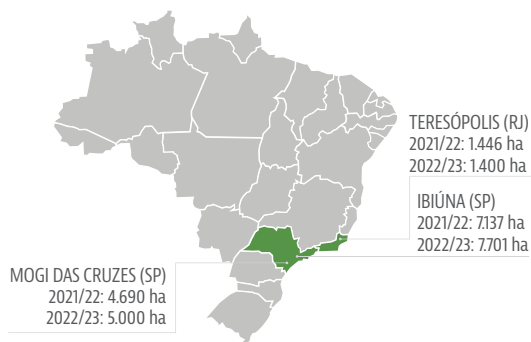 TERESÓPOLIS (RJ)
2021/22: 1.446 ha
2022/23: 1.400 ha
IBIÚNA (SP)
2021/22: 7.137 ha
2022/23: 7.701 ha
MOGI DAS CRUZES (SP)
2021/22: 4.690 ha
2022/23: 5.000 ha